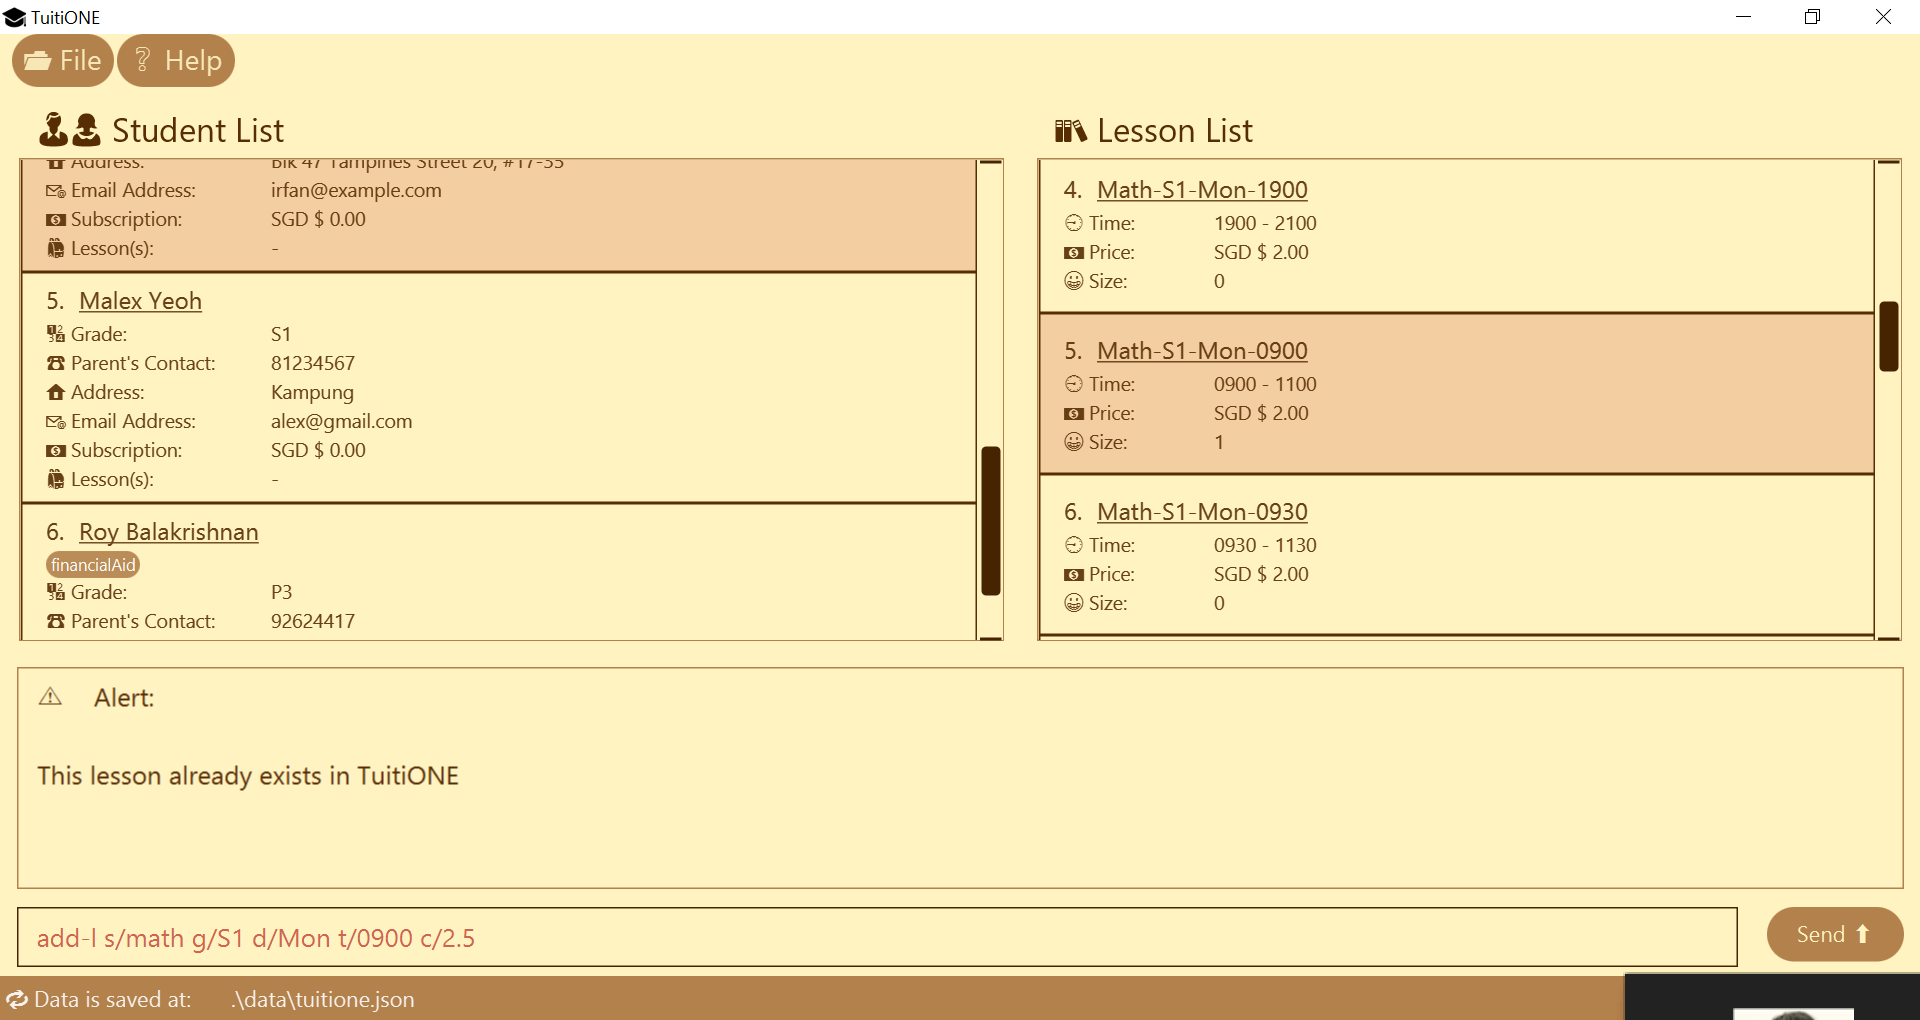 TuitiONE
File Help
Student List
Address: Blk 47 Tampines Street 20, #17-35
Email Address: irfan@example.com
Subscription: SGD $ 0.00
Lesson(s): -
5. Malex Yeoh
Grade: S1
Parent's Contact: 81234567
Address: Kampung
Email Address: alex@gmail.com
Subscription: SGD $ 0.00
Lesson(s): -
6. Roy Balakrishnan
financialAid
Grade: P3
Parent's Contact: 92624417
Lesson List
4. Math-S1-Mon-1900
Time: 1900 - 2100
Price: SGD $ 2.00
Size: 0
5. Math-S1-Mon-0900
Time: 0900 - 1100
Price: SGD $ 2.00
Size: 1
6. Math-S1-Mon-0930
Time: 0930 - 1130
Price: SGD $ 2.00
Size: 0
Alert:
This lesson already exists in TuitiONE
add-l s/math g/S1 d/Mon t/0900 c/2.5
Send
Data is saved at: .\data\tuitione.json